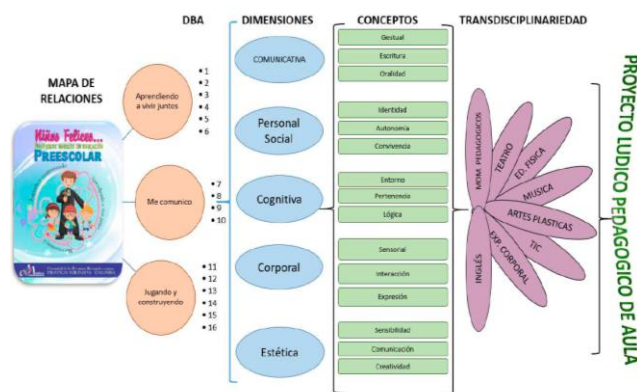 DBA
DIMENSIONES
CONCEPTOS
TRANSDISCIPLINARIEDAD
MAPA DE
RELACIONES
Niños Felices...
PREESCOLAR
Aprendiendo
a vivir juntos
• 1
• 2
• 3
• 4
• 5
• 6
Me comunico
• 7
• 8
• 9
• 10
Jugando y
construyendo
• 11
• 12
• 13
• 14
• 15
• 16
COMUNICATIVA
Personal
Social
Cognitiva
Corporal
Estética
Gestual
Escritura
Oralidad
Identidad
Autonomía
Convivencia
Entorno
Pertenencia
Lógica
Sensorial
Interacción
Expresión
Sensibilidad
Comunicación
Creatividad
MOM. PEDAGOGICOS
TEATRO
ED. FISICA
MUSICA
ARTES PLASTICAS
TIC
EXP. CORPORAL
INGLÉS
PROYECTO LUDICO PEDAGOGICO DE AULA